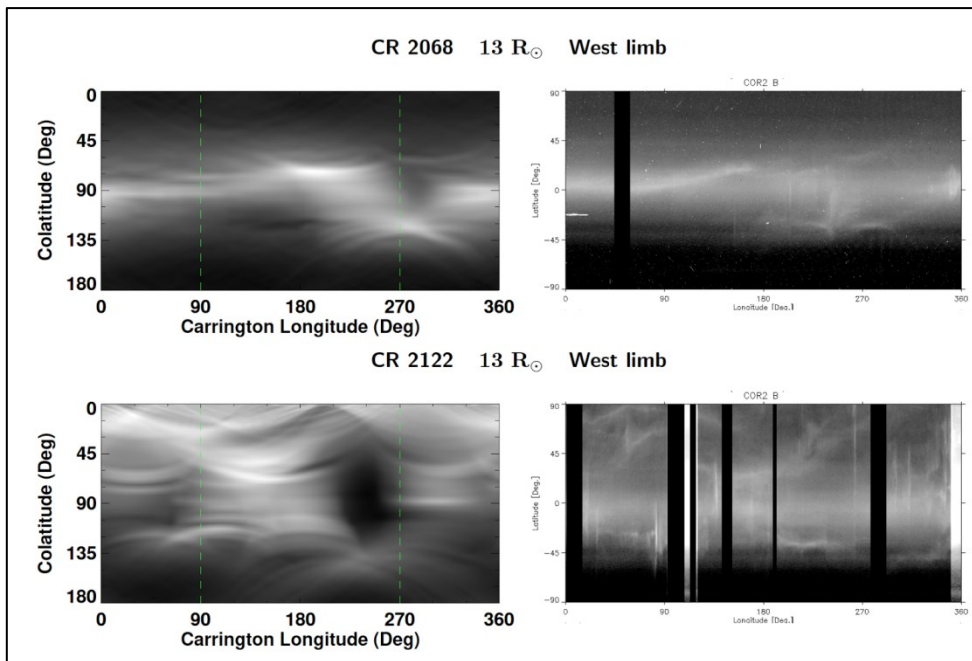 CR 2068 13 R☉ West limb
COR2 B
Colatitude (Deg)
0
45
90
135
180
0 90 180 270 360
Carrington Longitude (Deg)
Latitude [Deg.]
90
45
0
-45
-90
0 90 180 270 360
Longitude [Deg.]
CR 2122 13 R☉ West limb
COR2 B
Colatitude (Deg)
0
45
90
135
180
0 90 180 270 360
Carrington Longitude (Deg)
Latitude [Deg.]
90
45
0
-45
-90
0 90 180 270 360
Longitude [Deg.]